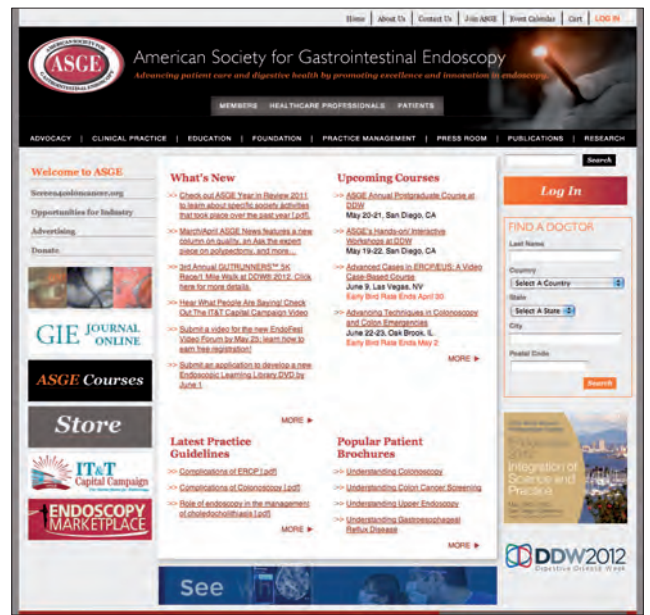 Home | About Us | Contact Us | Join ASGE | Event Calendar | Cart | LOG IN
AMERICAN SOCIETY FOR
ASGE
GASTROINTESTINAL ENDOSCOPY
American Society for Gastrointestinal Endoscopy
Advancing patient care and digestive health by promoting excellence and innovation in endoscopy.
MEMBERS HEALTHCARE PROFESSIONALS PATIENTS
ADVOCACY | CLINICAL PRACTICE | EDUCATION | FOUNDATION | PRACTICE MANAGEMENT | PRESS ROOM | PUBLICATIONS | RESEARCH
Welcome to ASGE
Screen4coloncancer.org
Opportunities for Industry
Advertising
Donate
GIE JOURNAL
ONLINE
ASGE Courses
Store
IT&T
Capital Campaign
ENDOSCOPY
MARKETPLACE
What's New
>> Check out ASGE Year in Review 2011
to learn about specific society activities
that took place over the past year [.pdf].
>> March/April ASGE News features a new
column on quality, an Ask the expert
piece on polypectomy, and more...
>> 3rd Annual GUTRUNNERS™ 5K
Race/1 Mile Walk at DDW® 2012. Click
here for more details.
>> Hear What People Are Saying! Check
Out The IT&T Capital Campaign Video
>> Submit a video for the new EndoFest
Video Forum by May 25; learn how to
earn free registration!
>> Submit an application to develop a new
Endoscopic Learning Library DVD by
June 1.
MORE ►
Upcoming Courses
>> ASGE Annual Postgraduate Course at
DDW
May 20-21, San Diego, CA
>> ASGE's Hands-on/ Interactive
Workshops at DDW
May 19-22, San Diego, CA
>> Advanced Cases in ERCP/EUS: A Video
Case-Based Course
June 9, Las Vegas, NV
Early Bird Rate Ends April 30
>> Advancing Techniques in Colonoscopy
and Colon Emergencies
June 22-23, Oak Brook, IL
Early Bird Rate Ends May 2
MORE ►
Latest Practice
Guidelines
>> Complications of ERCP [.pdf]
>> Complications of Colonoscopy [.pdf]
>> Role of endoscopy in the management
of choledocholithiasis [.pdf]
MORE ►
Popular Patient
Brochures
>> Understanding Colonoscopy
>> Understanding Colon Cancer Screening
>> Understanding Upper Endoscopy
>> Understanding Gastroesophageal
Reflux Disease
MORE ►
See
Search
Log In
FIND A DOCTOR
Last Name
Country
Select A Country
State
Select A State
City
Postal Code
Search
2012
Integration of
Science and
Practice
DDW2012
Digestive Disease Week